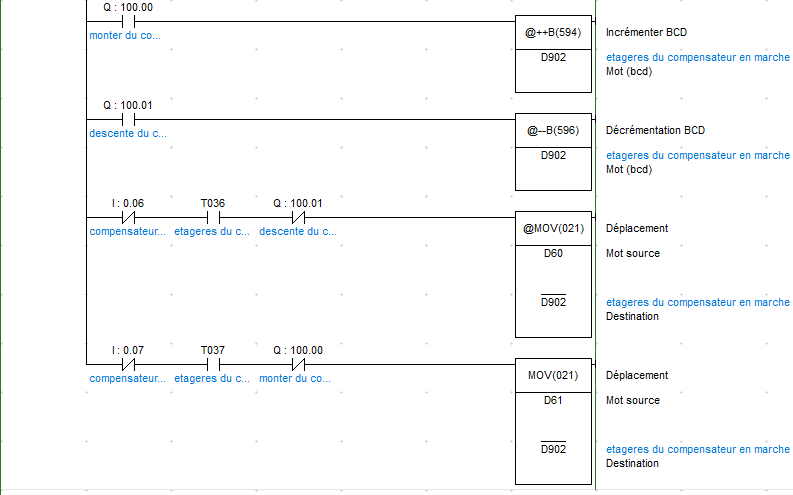 Q : 100.00
monter du co...
@++B(594)
Incrémenter BCD
D902
etageres du compensateur en marche
Mot (bcd)
Q : 100.01
descente du c...
@--B(596)
Décrémentation BCD
D902
etageres du compensateur en marche
Mot (bcd)
I : 0.06 T036 Q : 100.01
compensateur... etageres du c... descente du c...
@MOV(021)
Déplacement
D60
Mot source
D902
etageres du compensateur en marche
Destination
I : 0.07 T037 Q : 100.00
compensateur... etageres du c... monter du co...
MOV(021)
Déplacement
D61
Mot source
D902
etageres du compensateur en marche
Destination